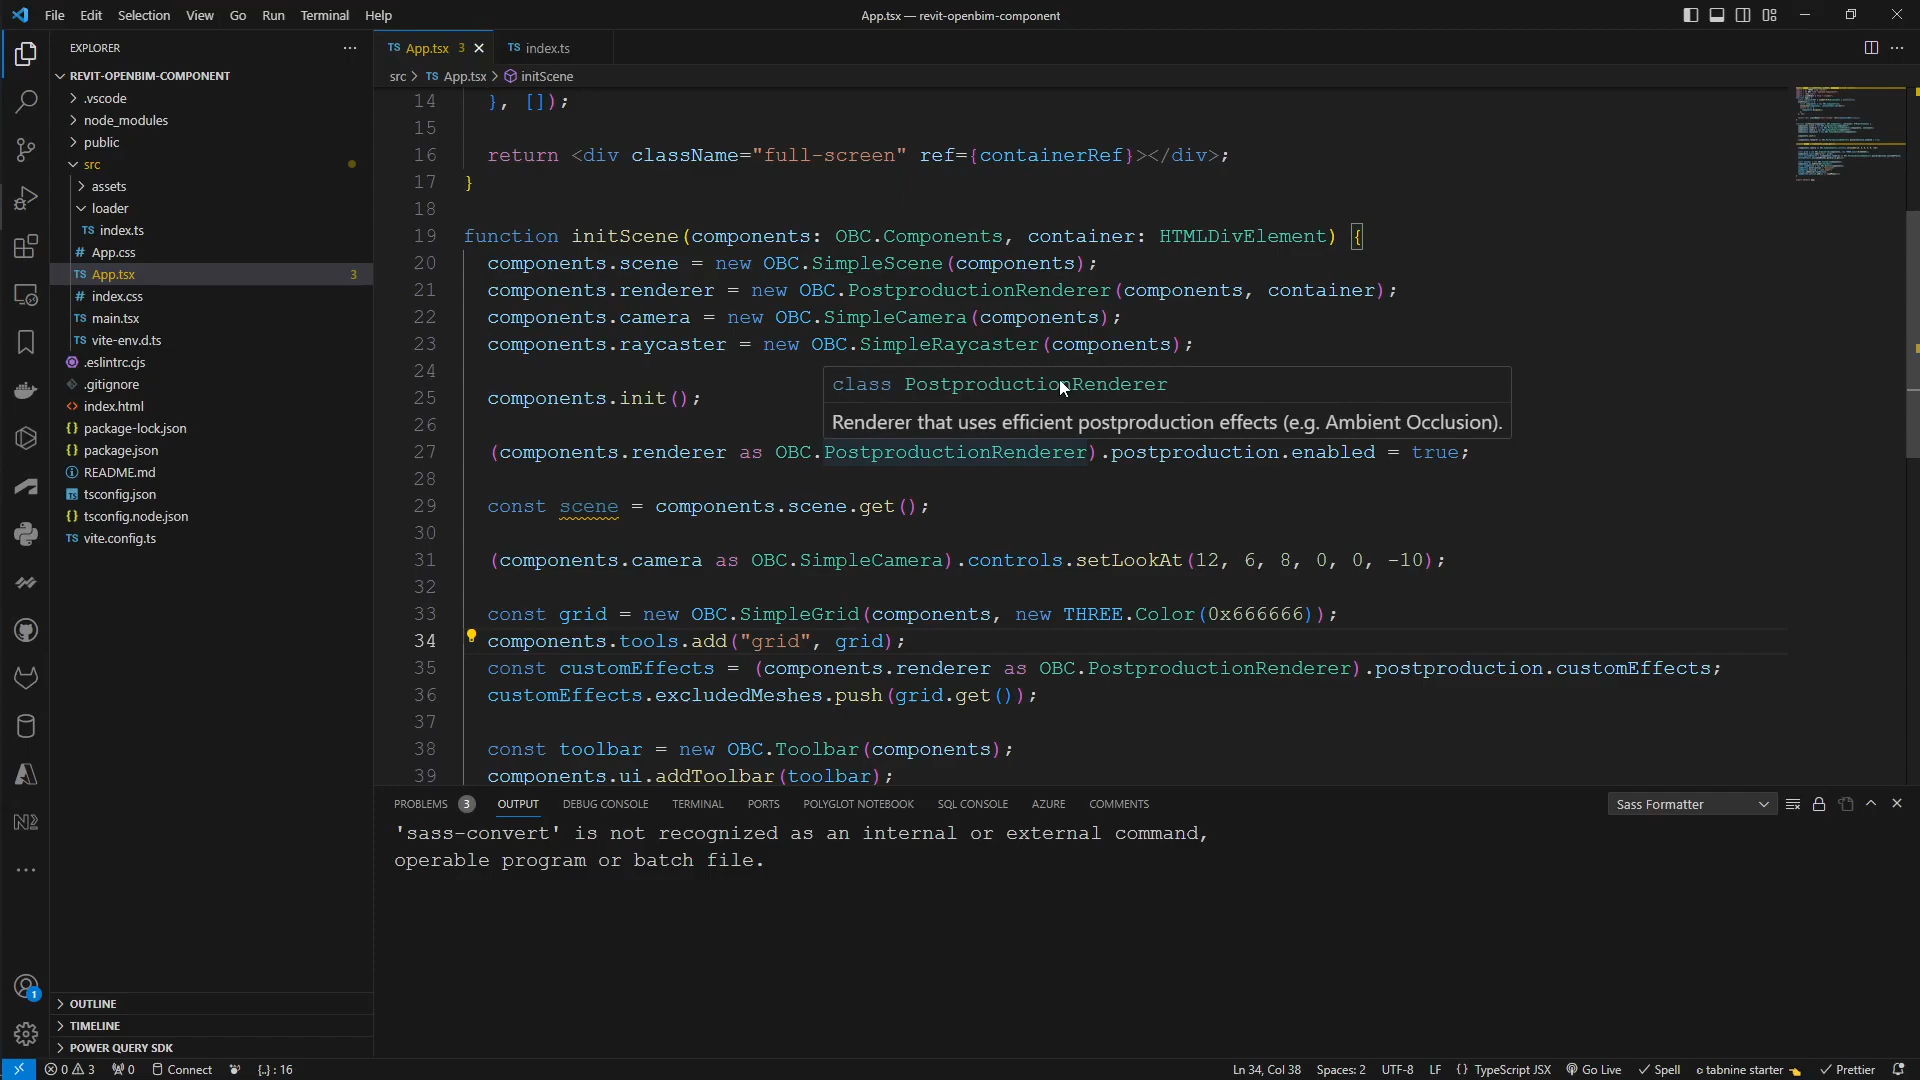 File Edit Selection View Go Run Terminal Help
App.tsx — revit-openbim-component
EXPLORER
REVIT-OPENBIM-COMPONENT
.vscode
node_modules
public
src
assets
loader
TS index.ts
# App.css
TS App.tsx 3
# index.css
TS main.tsx
TS vite-env.d.ts
.eslintrc.cjs
.gitignore
<> index.html
{} package-lock.json
{} package.json
README.md
tsconfig.json
{} tsconfig.node.json
TS vite.config.ts
OUTLINE
TIMELINE
POWER QUERY SDK
TS App.tsx 3
TS index.ts
src > TS App.tsx > initScene
14 }, []);
15
16 return <div className="full-screen" ref={containerRef}></div>;
17 }
18
19 function initScene(components: OBC.Components, container: HTMLDivElement) {
20 components.scene = new OBC.SimpleScene(components);
21 components.renderer = new OBC.PostproductionRenderer(components, container);
22 components.camera = new OBC.SimpleCamera(components);
23 components.raycaster = new OBC.SimpleRaycaster(components);
24
class PostproductionRenderer
25 components.init();
Renderer that uses efficient postproduction effects (e.g. Ambient Occlusion).
26
27 (components.renderer as OBC.PostproductionRenderer).postproduction.enabled = true;
28
29 const scene = components.scene.get();
30
31 (components.camera as OBC.SimpleCamera).controls.setLookAt(12, 6, 8, 0, 0, -10);
32
33 const grid = new OBC.SimpleGrid(components, new THREE.Color(0x666666));
34 components.tools.add("grid", grid);
35 const customEffects = (components.renderer as OBC.PostproductionRenderer).postproduction.customEffects;
36 customEffects.excludedMeshes.push(grid.get());
37
38 const toolbar = new OBC.Toolbar(components);
39 components.ui.addToolbar(toolbar);
PROBLEMS 3 OUTPUT DEBUG CONSOLE TERMINAL PORTS POLYGLOT NOTEBOOK SQL CONSOLE AZURE COMMENTS
Sass Formatter
'sass-convert' is not recognized as an internal or external command,
operable program or batch file.
1
0 3 0 Connect {..} : 16
Ln 34, Col 38 Spaces: 2 UTF-8 LF {} TypeScript JSX Go Live Spell tabnine starter Prettier